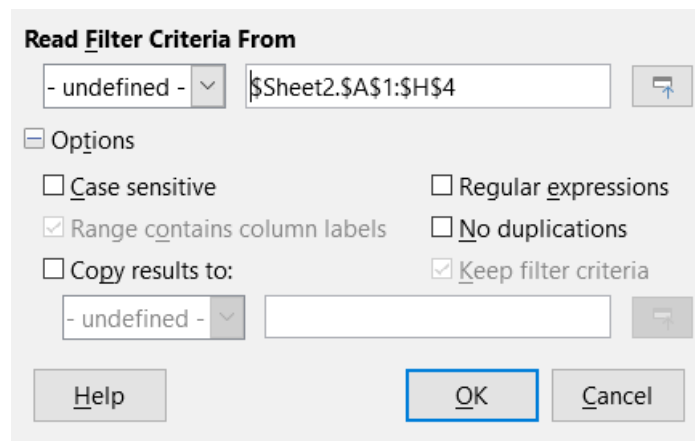 Read Filter Criteria From
- undefined - $Sheet2.$A$1:$H$4
Options
Case sensitive Regular expressions
Range contains column labels No duplications
Copy results to: Keep filter criteria
- undefined -
Help OK Cancel